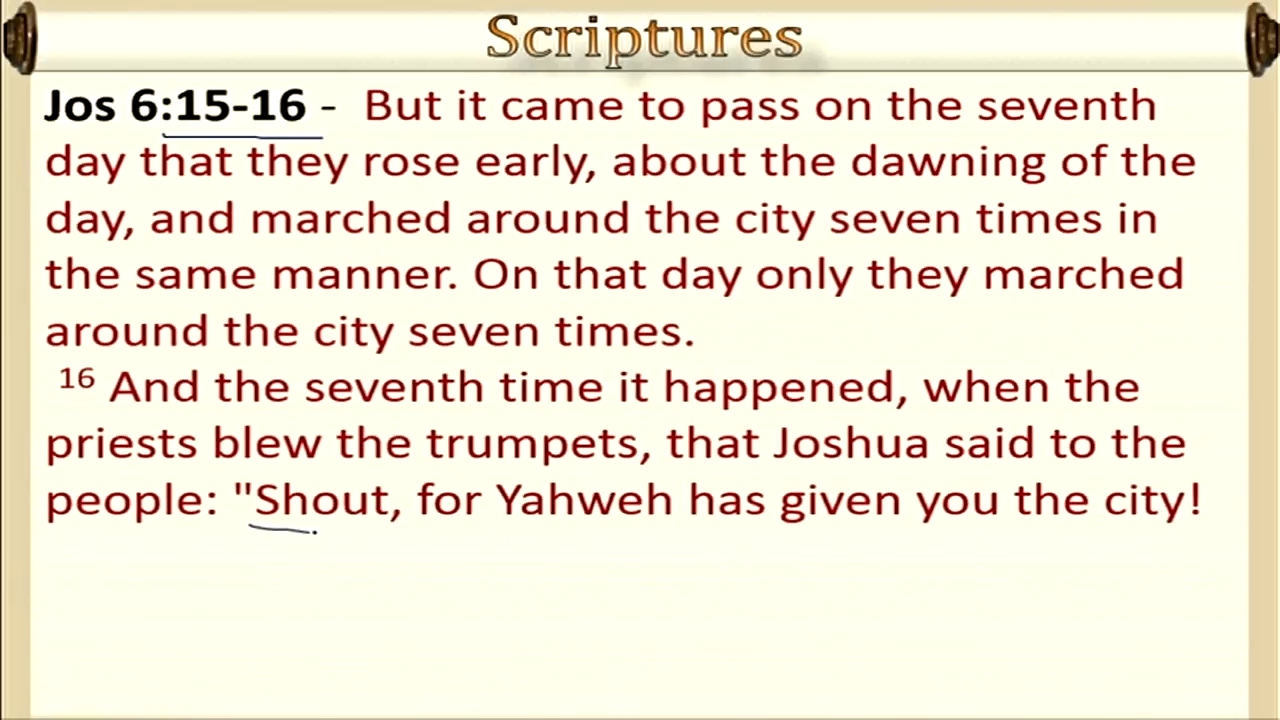 Scriptures
Jos 6:15-16 - But it came to pass on the seventh
day that they rose early, about the dawning of the
day, and marched around the city seven times in
the same manner. On that day only they marched
around the city seven times.
16 And the seventh time it happened, when the
priests blew the trumpets, that Joshua said to the
people: "Shout, for Yahweh has given you the city!